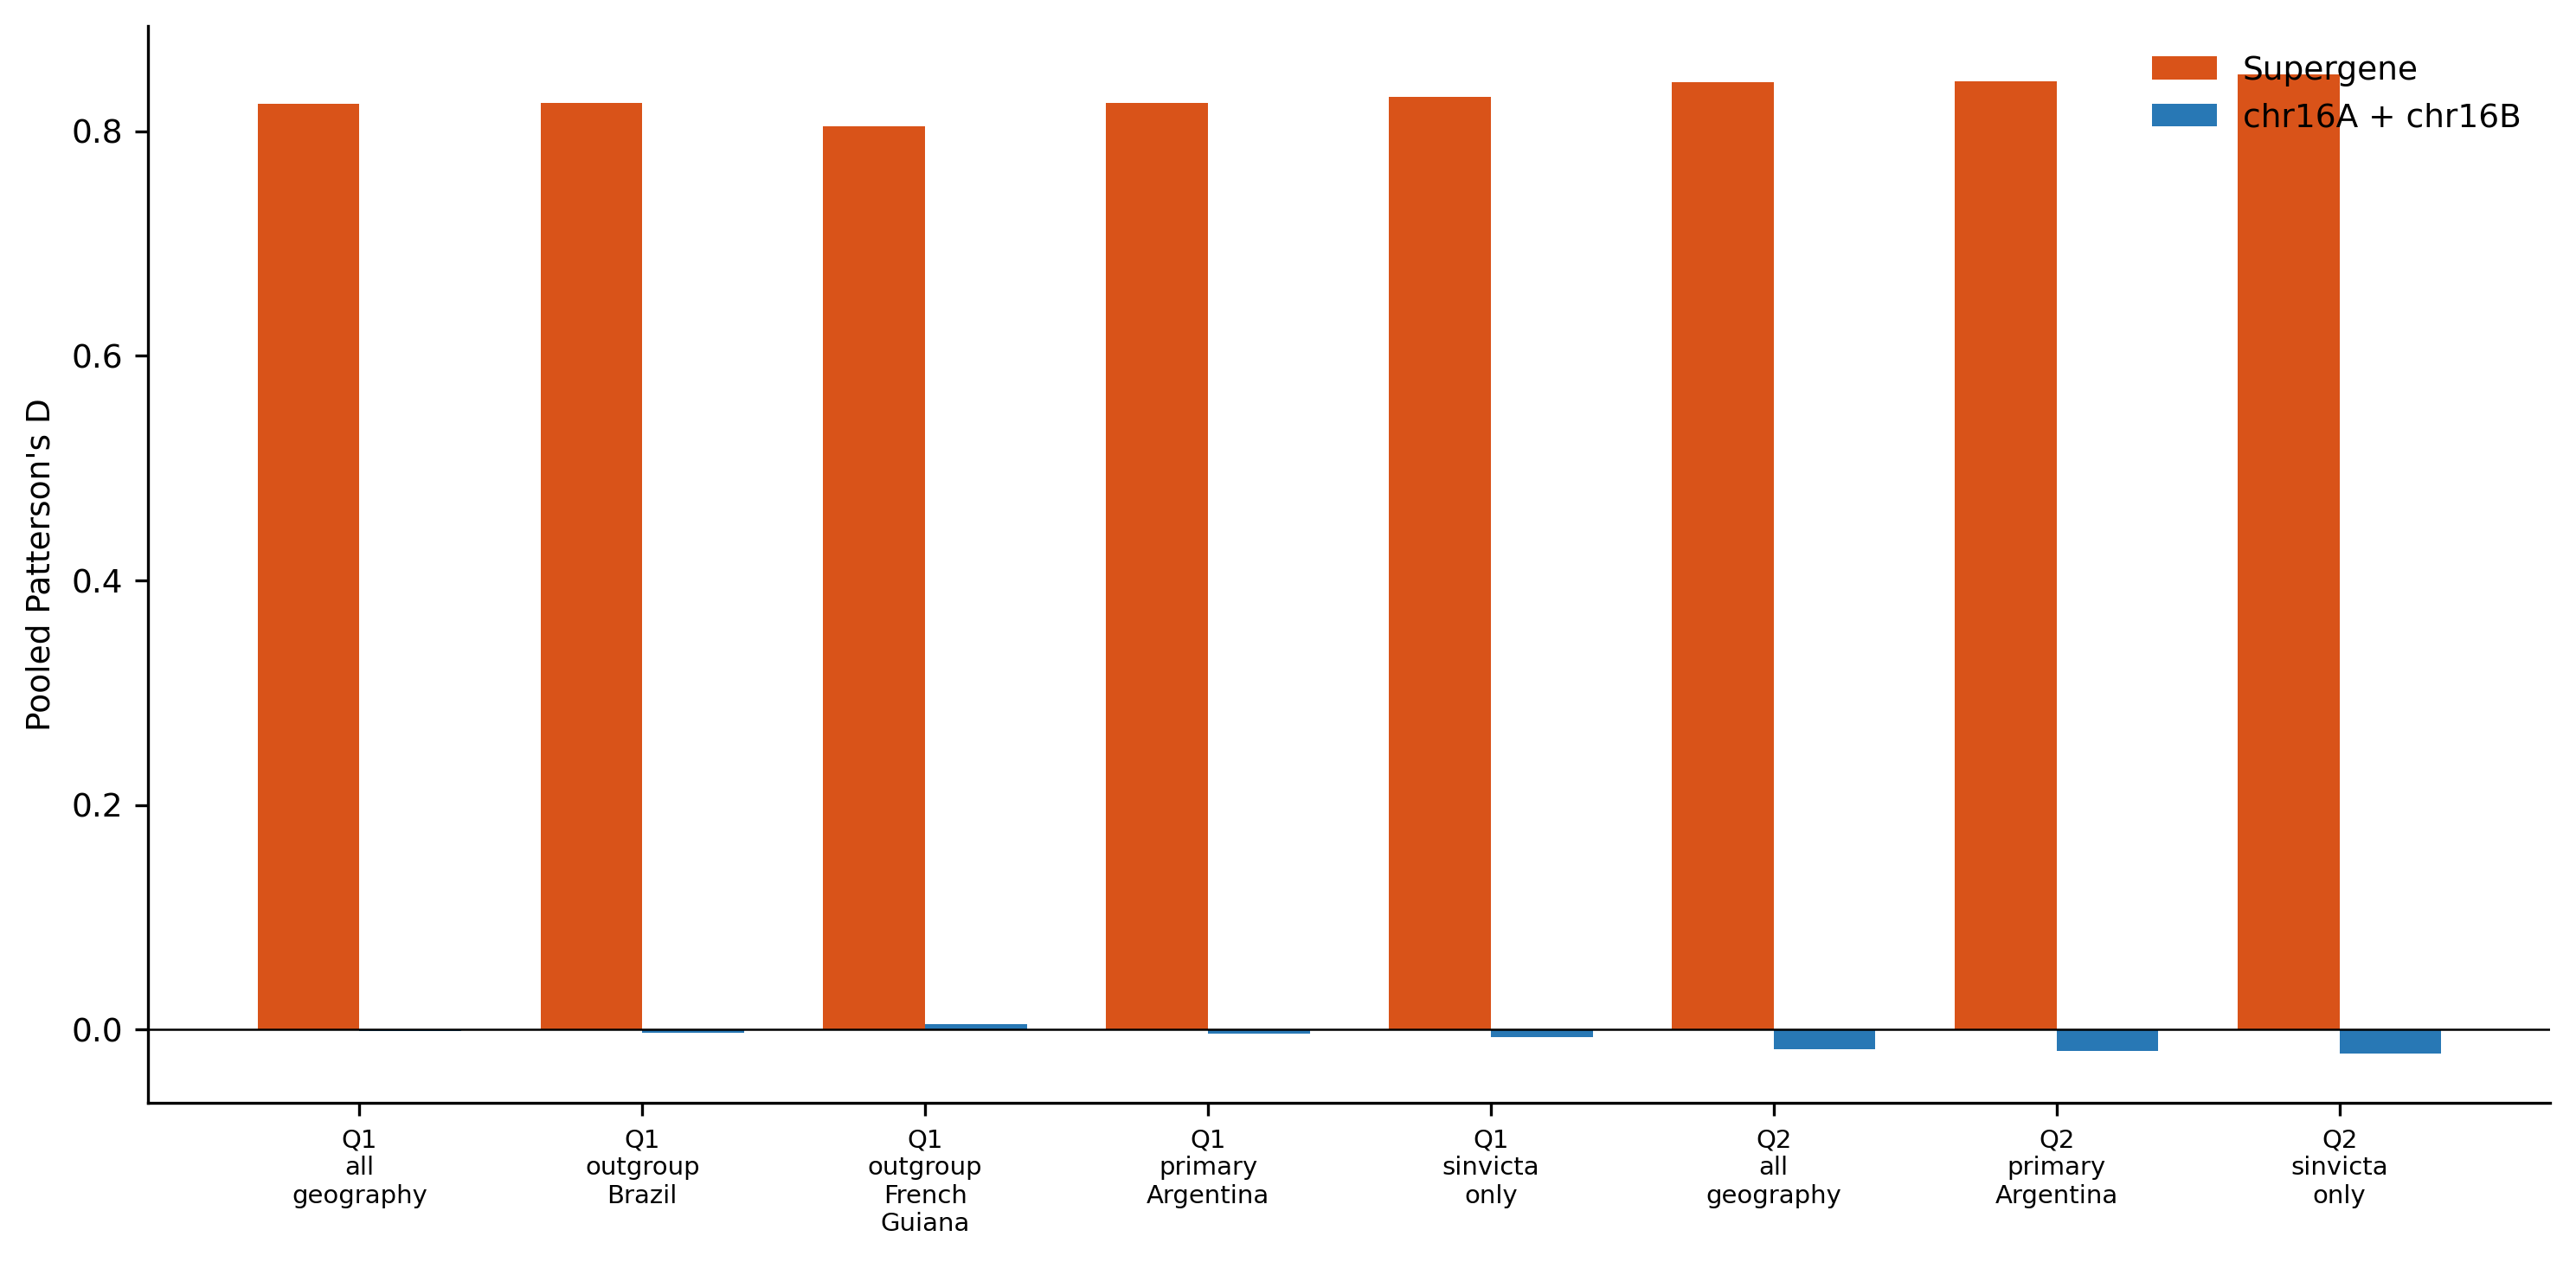 Supergene
chr16A + chr16B
Pooled Patterson's D
0.8
0.6
0.4
0.2
0.0
Q1
all
geography
Q1
outgroup
Brazil
Q1
outgroup
French
Guiana
Q1
primary
Argentina
Q1
sinvicta
only
Q2
all
geography
Q2
primary
Argentina
Q2
sinvicta
only